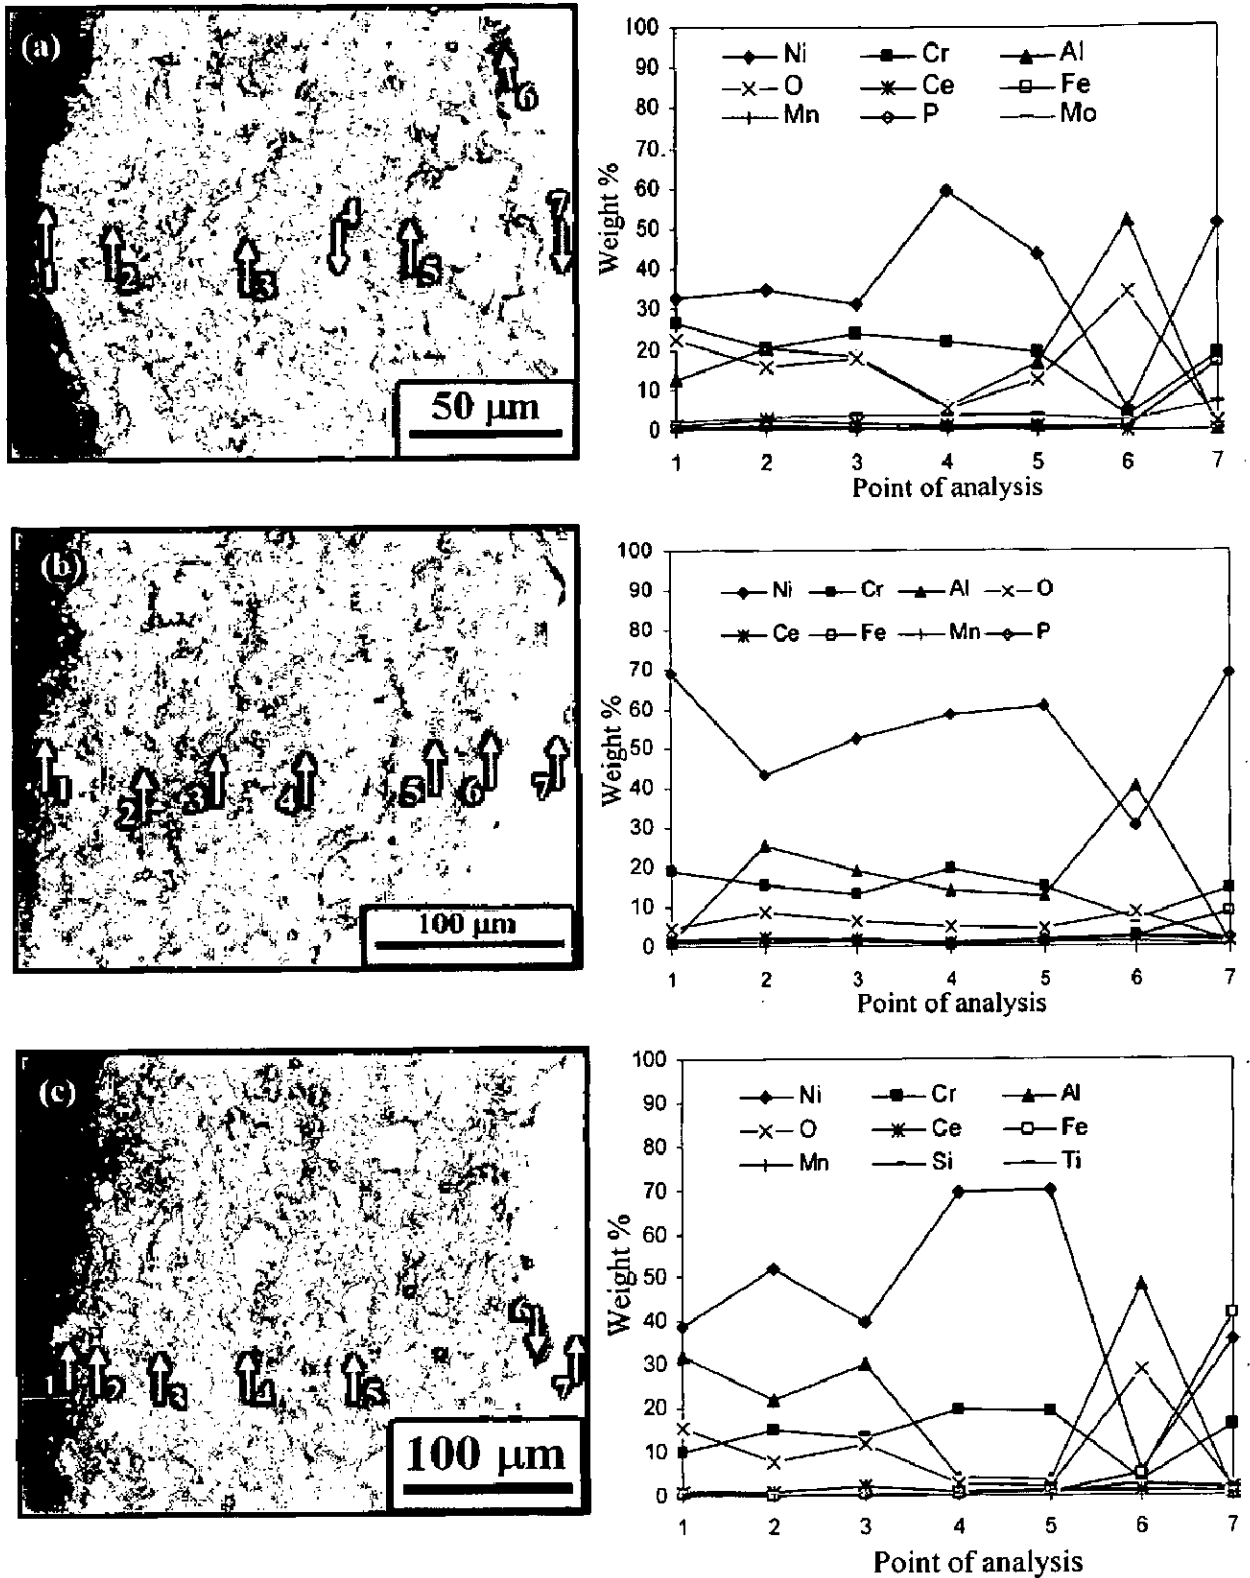 (a)
6
7
4
1
2
3
5
50 µm
100
90
80
70
60
50
40
30
20
10
0
Weight %
Ni Cr Al
O Ce Fe
Mn P Mo
1 2 3 4 5 6 7
Point of analysis
(b)
1
2
3
4
5
6
7
100 µm
100
90
80
70
60
50
40
30
20
10
0
Weight %
Ni Cr Al O
Ce Fe Mn P
1 2 3 4 5 6 7
Point of analysis
(c)
6
1
2
3
4
5
7
100 µm
100
90
80
70
60
50
40
30
20
10
0
Weight %
Ni Cr Al
O Ce Fe
Mn Si Ti
1 2 3 4 5 6 7
Point of analysis